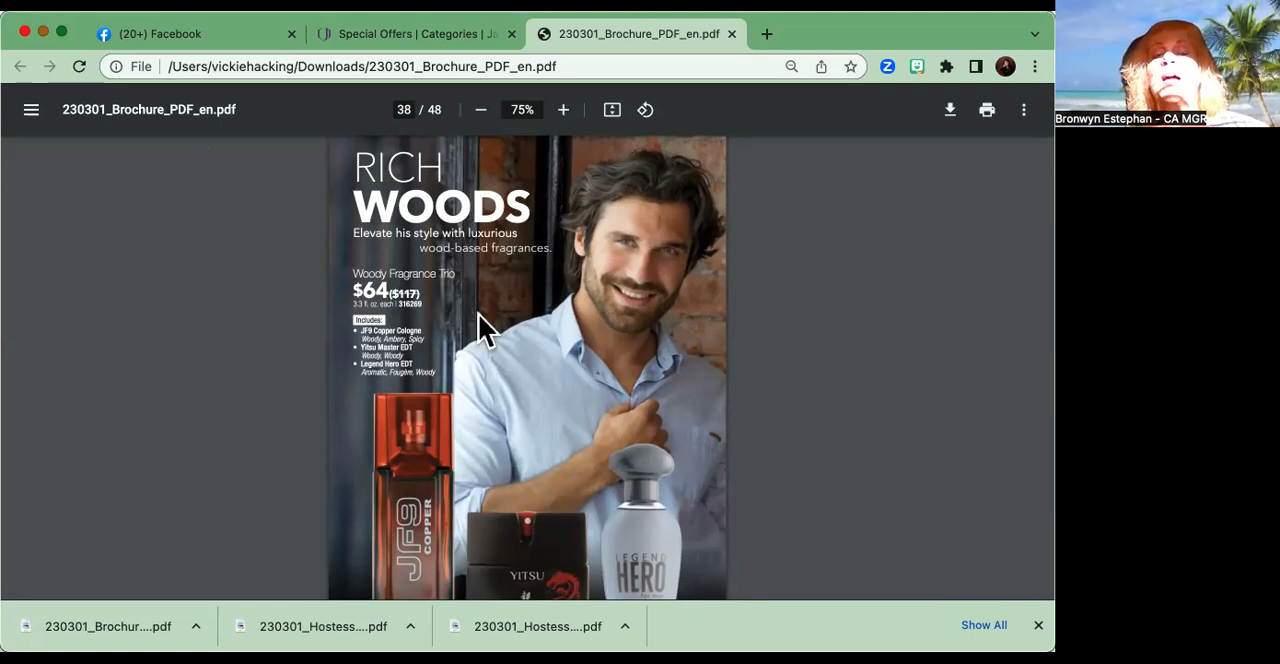 (20+) Facebook
Special Offers | Categories | Ja
230301_Brochure_PDF_en.pdf
File
/Users/vickiehacking/Downloads/230301_Brochure_PDF_en.pdf
230301_Brochure_PDF_en.pdf
38 / 48
75%
Bronwyn Estephan - CA MGR
RICH
WOODS
Elevate his style with luxurious
wood-based fragrances.
Woody Fragrance Trio
$64 ($117)
3.3 fl. oz. each | 316269
Includes:
• JF9 Copper Cologne
Woody, Ambery, Spicy
• Yitsu Master EDT
Woody, Woody
• Legend Hero EDT
Aromatic, Fougère, Woody
JF9
COPPER
YITSU
LEGEND
HERO
for men
230301_Brochur....pdf
230301_Hostess....pdf
230301_Hostess....pdf
Show All